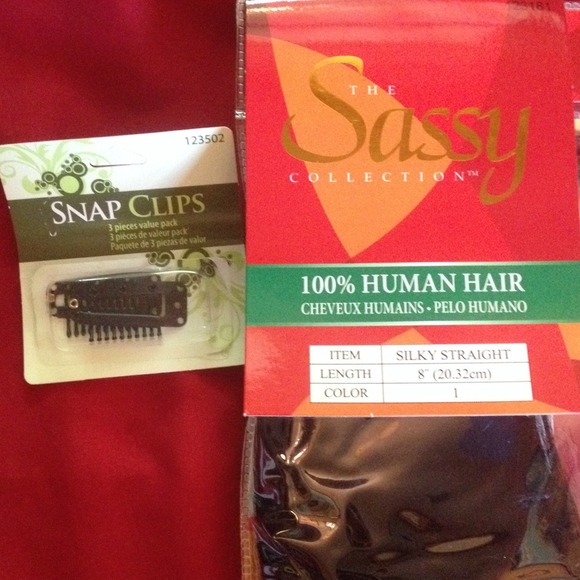 123502
SNAP CLIPS
3 pieces value pack
3 pièces de valeur pack
Paquete de 3 piezas de valor
123181
THE
Sassy
COLLECTION™
100% HUMAN HAIR
CHEVEUX HUMAINS • PELO HUMANO
ITEM SILKY STRAIGHT
LENGTH 8" (20.32cm)
COLOR 1